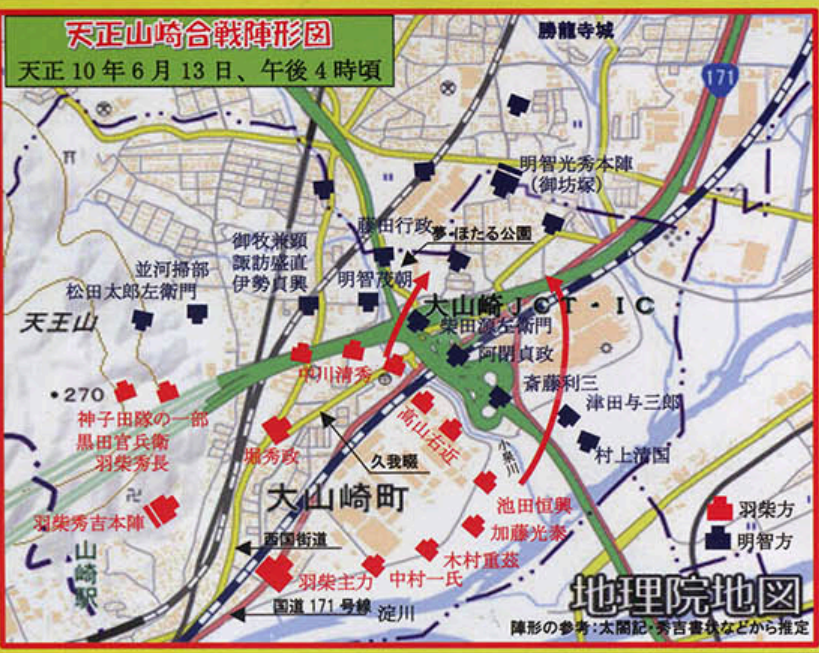 天正山崎合戦陣形図
天正10年6月13日、午後4時頃
勝龍寺城
171
明智光秀本陣
(御坊塚)
藤田行政
夢・ほたる公園
御牧兼顕
諏訪盛直
伊勢貞興
明智茂朝
並河掃部
松田太郎左衛門
天王山
大山崎JCT・IC
柴田源左衛門
阿閉貞政
中川清秀
斎藤利三
津田与三郎
・270
神子田隊の一部
黒田官兵衛
羽柴秀長
高山右近
堀秀政
久我畷
小泉川
村上清国
大山崎町
池田恒興
羽柴秀吉本陣
加藤光泰
羽柴方
明智方
山崎駅
西国街道
木村重茲
羽柴主力
中村一氏
国道171号線
淀川
地理院地図
陣形の参考:太閤記・秀吉書状などから推定